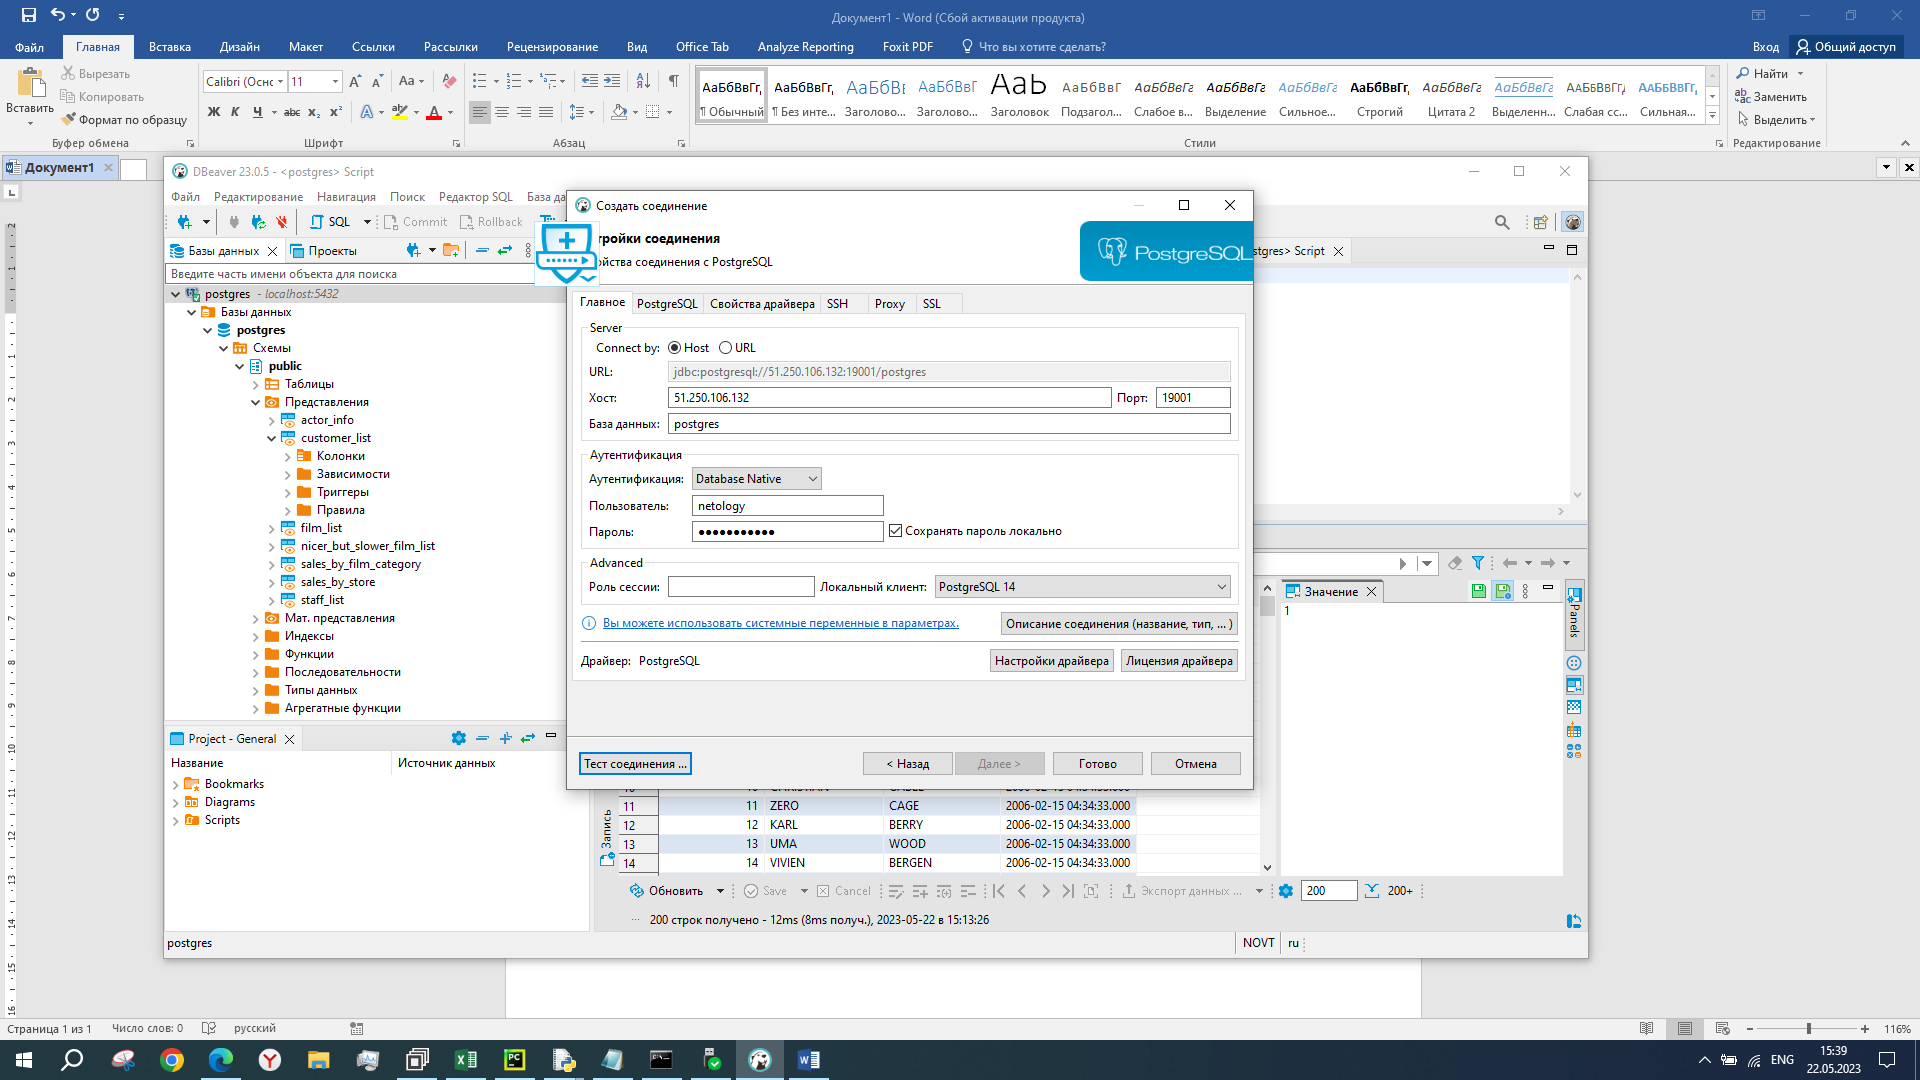 Документ1 - Word (Сбой активации продукта)
Файл Главная Вставка Дизайн Макет Ссылки Рассылки Рецензирование Вид Office Tab Analyze Reporting Foxit PDF Что вы хотите сделать? Вход Общий доступ
Вставить
Вырезать
Копировать
Формат по образцу
Буфер обмена
Calibri (Оснс 11
Шрифт
Абзац
¶ Обычный ¶ Без инте... Заголово... Заголово... Заголовок Подзагол... Слабое в... Выделение Сильное... Строгий Цитата 2 Выделенн... Слабая сс... Сильная...
Стили
Найти
Заменить
Выделить
Редактирование
Документ1
DBeaver 23.0.5 - <postgres> Script
Файл Редактирование Навигация Поиск Редактор SQL База да
SQL Commit Rollback
Базы данных Проекты
Введите часть имени объекта для поиска
postgres - localhost:5432
Базы данных
postgres
Схемы
public
Таблицы
Представления
actor_info
customer_list
Колонки
Зависимости
Триггеры
Правила
film_list
nicer_but_slower_film_list
sales_by_film_category
sales_by_store
staff_list
Мат. представления
Индексы
Функции
Последовательности
Типы данных
Агрегатные функции
Project - General
Название Источник данных
Bookmarks
Diagrams
Scripts
Создать соединение
тройки соединения
ойства соединения с PostgreSQL
PostgreSQL
Главное PostgreSQL Свойства драйвера SSH Proxy SSL
Server
Connect by: Host URL
URL: jdbc:postgresql://51.250.106.132:19001/postgres
Хост: 51.250.106.132 Порт: 19001
База данных: postgres
Аутентификация
Аутентификация: Database Native
Пользователь: netology
Пароль: ●●●●●●●●●●● Сохранять пароль локально
Advanced
Роль сессии: Локальный клиент: PostgreSQL 14
Вы можете использовать системные переменные в параметрах. Описание соединения (название, тип, ... )
Драйвер: PostgreSQL Настройки драйвера Лицензия драйвера
Тест соединения ... < Назад Далее > Готово Отмена
stgres> Script
Значение
1
Panels
Запись
11 11 ZERO CAGE 2006-02-15 04:34:33.000
12 12 KARL BERRY 2006-02-15 04:34:33.000
13 13 UMA WOOD 2006-02-15 04:34:33.000
14 14 VIVIEN BERGEN 2006-02-15 04:34:33.000
Обновить Save Cancel Экспорт данных ... 200 200+
200 строк получено - 12ms (8ms получ.), 2023-05-22 в 15:13:26
postgres NOVT ru
Страница 1 из 1 Число слов: 0 русский 116%
ENG 15:39
22.05.2023